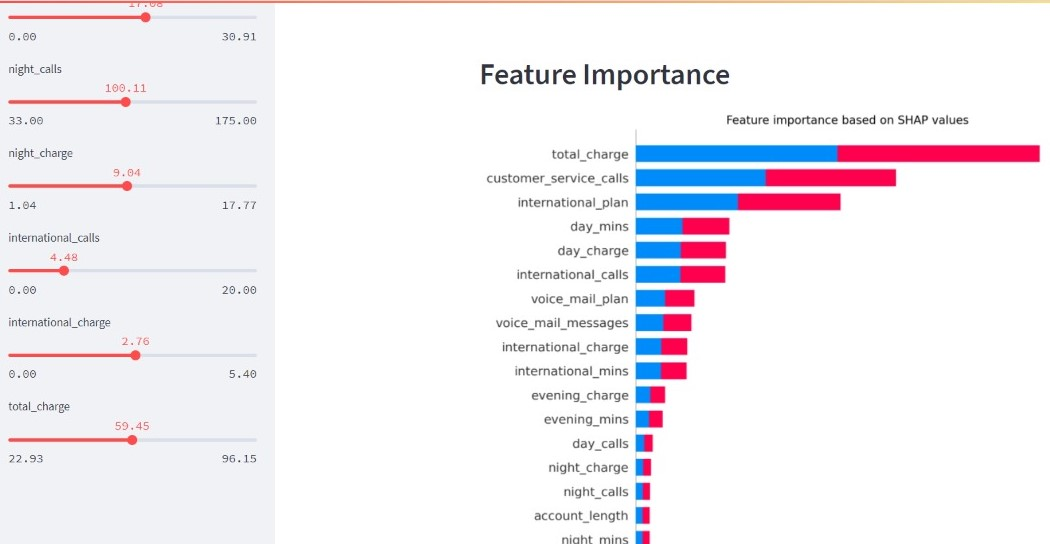 17.08
0.00 30.91
night_calls
100.11
33.00 175.00
night_charge
9.04
1.04 17.77
international_calls
4.48
0.00 20.00
international_charge
2.76
0.00 5.40
total_charge
59.45
22.93 96.15
Feature Importance
Feature importance based on SHAP values
total_charge
customer_service_calls
international_plan
day_mins
day_charge
international_calls
voice_mail_plan
voice_mail_messages
international_charge
international_mins
evening_charge
evening_mins
day_calls
night_charge
night_calls
account_length
night_mins